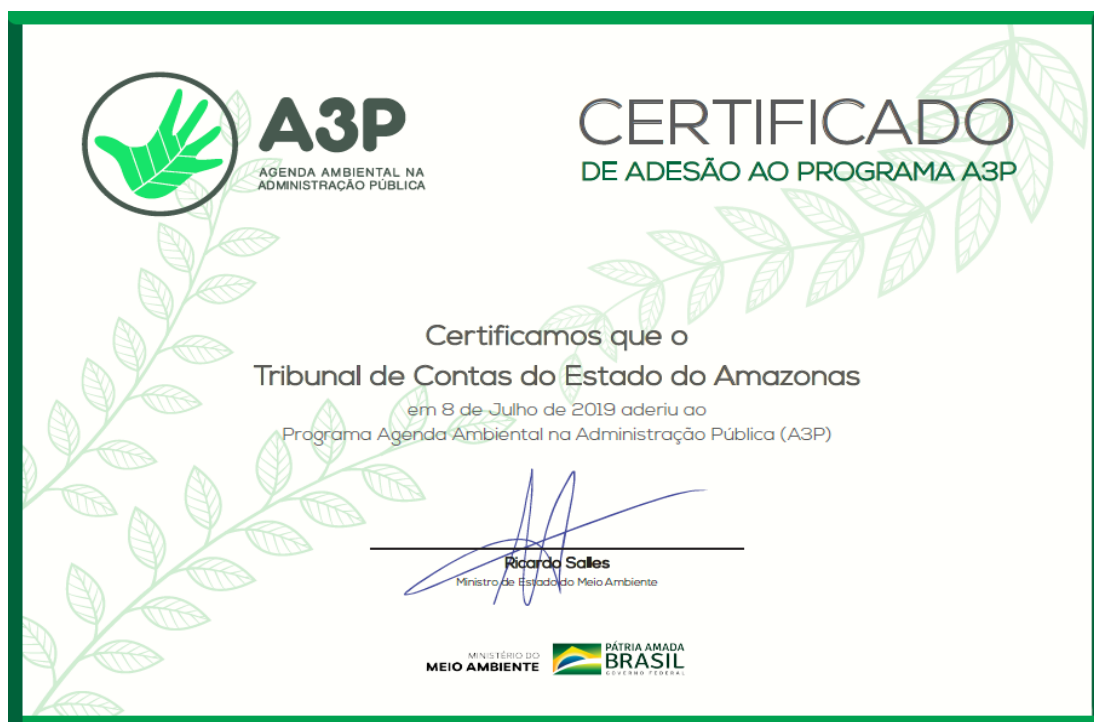 A3P
AGENDA AMBIENTAL NA
ADMINISTRAÇÃO PÚBLICA
CERTIFICADO
DE ADESÃO AO PROGRAMA A3P
Certificamos que o
Tribunal de Contas do Estado do Amazonas
em 8 de Julho de 2019 aderiu ao
Programa Agenda Ambiental na Administração Pública (A3P)
Ricardo Salles
Ministro de Estado do Meio Ambiente
MINISTÉRIO DO
MEIO AMBIENTE
PÁTRIA AMADA
BRASIL
GOVERNO FEDERAL